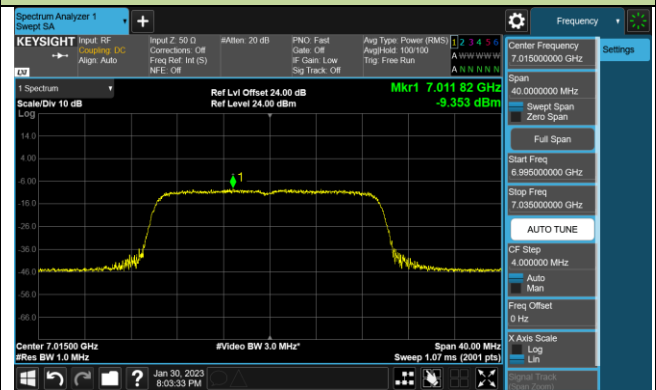 Spectrum Analyzer 1
Swept SA
Frequency
KEYSIGHT
Input: RF
Coupling: DC
Align: Auto
Input Z: 50 Ω
Corrections: Off
Freq Ref: Int (S)
NFE: Off
#Atten: 20 dB
PNO: Fast
Gate: Off
IF Gain: Low
Sig Track: Off
Avg Type: Power (RMS)
Avg|Hold: 100/100
Trig: Free Run
1 2 3 4 5 6
A W W W W W
A N N N N N
LXI
1 Spectrum
Scale/Div 10 dB
Ref Lvl Offset 24.00 dB
Ref Level 24.00 dBm
Mkr1 7.011 82 GHz
-9.353 dBm
Log
14.0
4.00
-6.00
-16.0
-26.0
-36.0
-46.0
-56.0
-66.0
1
Center 7.01500 GHz
#Res BW 1.0 MHz
#Video BW 3.0 MHz*
Span 40.00 MHz
Sweep 1.07 ms (2001 pts)
Jan 30, 2023
8:03:33 PM
Center Frequency
7.015000000 GHz
Settings
Span
40.0000000 MHz
Swept Span
Zero Span
Full Span
Start Freq
6.995000000 GHz
Stop Freq
7.035000000 GHz
AUTO TUNE
CF Step
4.000000 MHz
Auto
Man
Freq Offset
0 Hz
X Axis Scale
Log
Lin
Signal Track
(Span Zoom)